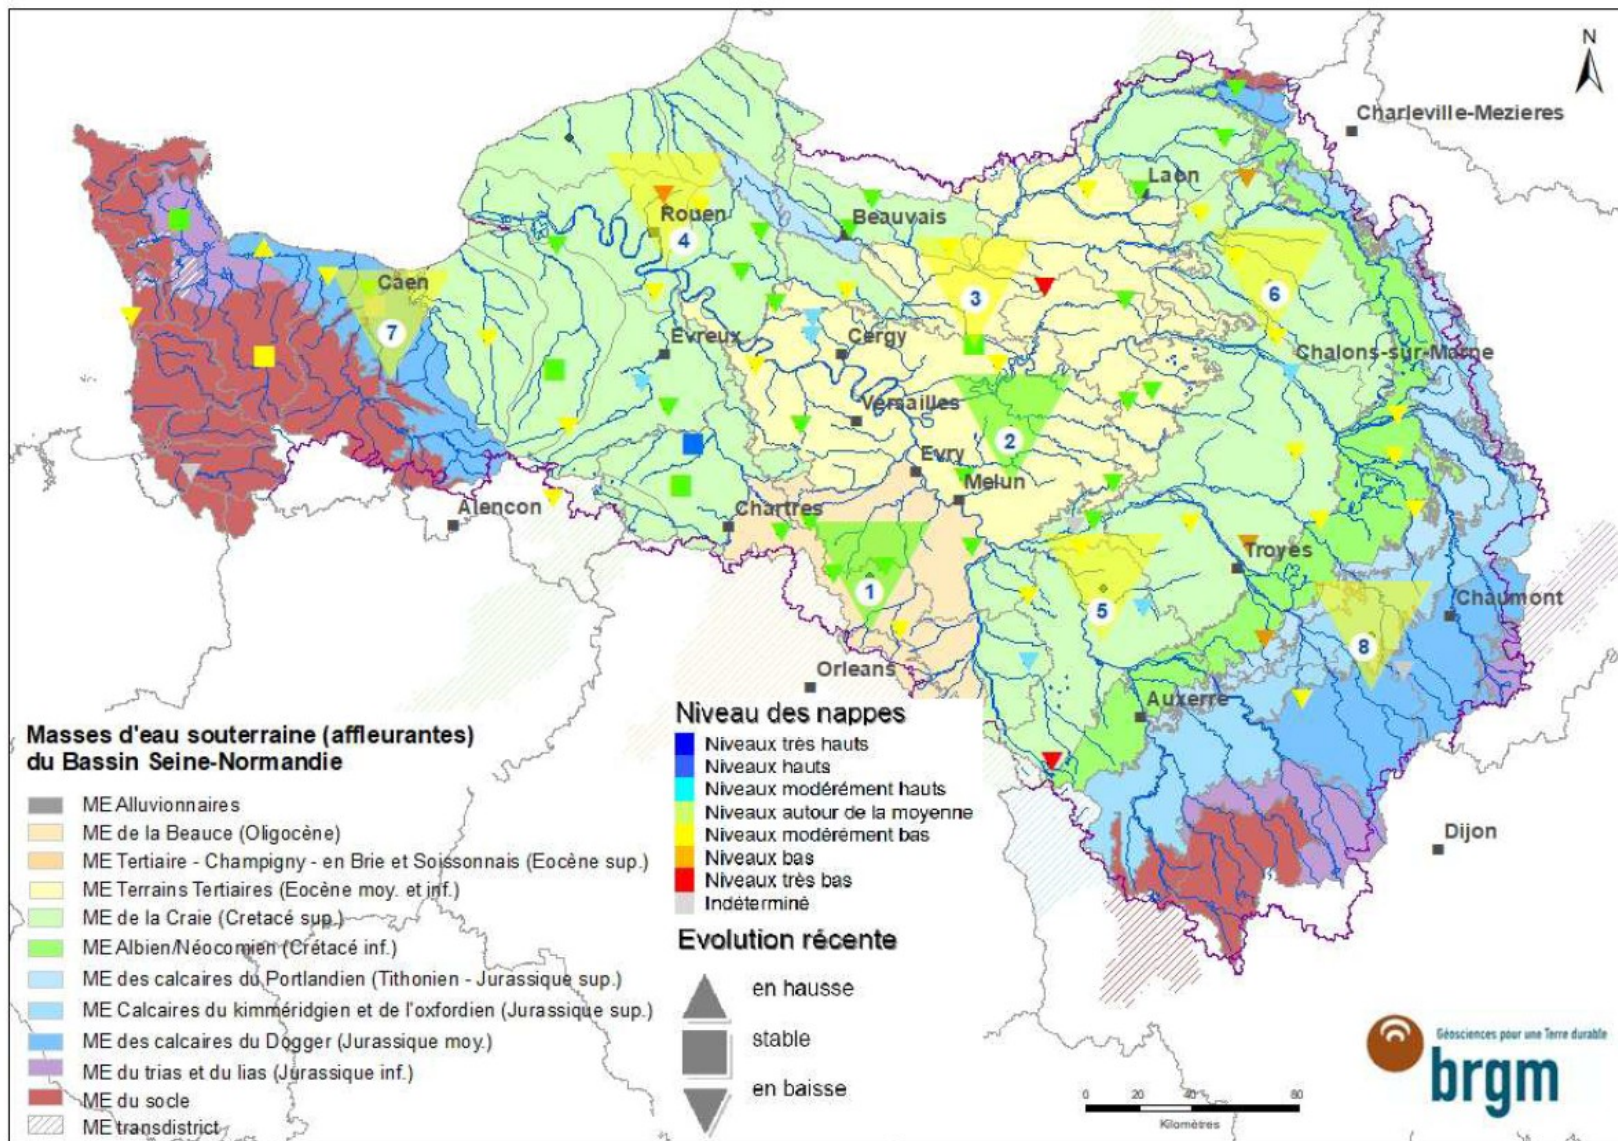 N
Charleville-Mezieres
Laon
Rouen
Beauvais
4
Caen
3
6
7
Evreux
Cergy
Chalons-sur-Marne
Versailles
2
Evry
Melun
Alencon
Chartres
Troyes
1
5
Chaumont
8
Orleans
Auxerre
Dijon
Masses d'eau souterraine (affleurantes)
du Bassin Seine-Normandie
ME Alluvionnaires
ME de la Beauce (Oligocène)
ME Tertiaire - Champigny - en Brie et Soissonnais (Eocène sup.)
ME Terrains Tertiaires (Eocène moy. et inf.)
ME de la Craie (Cretacé sup.)
ME Albien/Néocomien (Crétacé inf.)
ME des calcaires du Portlandien (Tithonien - Jurassique sup.)
ME Calcaires du kimméridgien et de l'oxfordien (Jurassique sup.)
ME des calcaires du Dogger (Jurassique moy.)
ME du trias et du lias (Jurassique inf.)
ME du socle
ME transdistrict
Niveau des nappes
Niveaux très hauts
Niveaux hauts
Niveaux modérément hauts
Niveaux autour de la moyenne
Niveaux modérément bas
Niveaux bas
Niveaux très bas
Indéterminé
Evolution récente
en hausse
stable
en baisse
0 20 40 60 80
Kilomètres
Géosciences pour une Terre durable
brgm